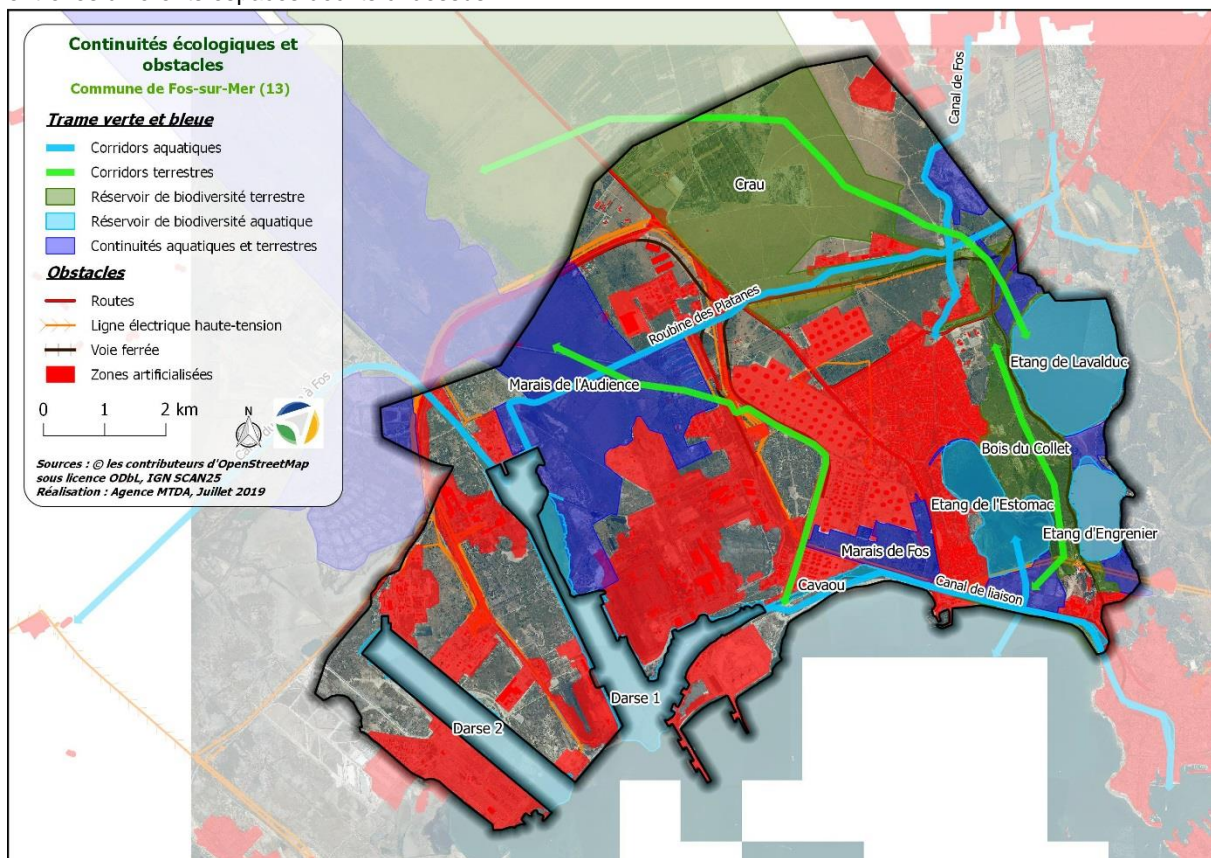 Continuités écologiques et
obstacles
Commune de Fos-sur-Mer (13)
Trame verte et bleue
Corridors aquatiques
Corridors terrestres
Réservoir de biodiversité terrestre
Réservoir de biodiversité aquatique
Continuités aquatiques et terrestres
Obstacles
Routes
Ligne électrique haute-tension
Voie ferrée
Zones artificialisées
0 1 2 km
N
Sources : © les contributeurs d'OpenStreetMap
sous licence ODbL, IGN SCAN25
Réalisation : Agence MTDA, Juillet 2019
Canal de Fos
Crau
Roubine des Platanes
Etang de Lavalduc
Marais de l'Audience
à Fos
Bois du Collet
Etang de l'Estomac
Etang d'Engrenier
Marais de Fos
Cavaou
Canal de liaison
Darse 1
Darse 2